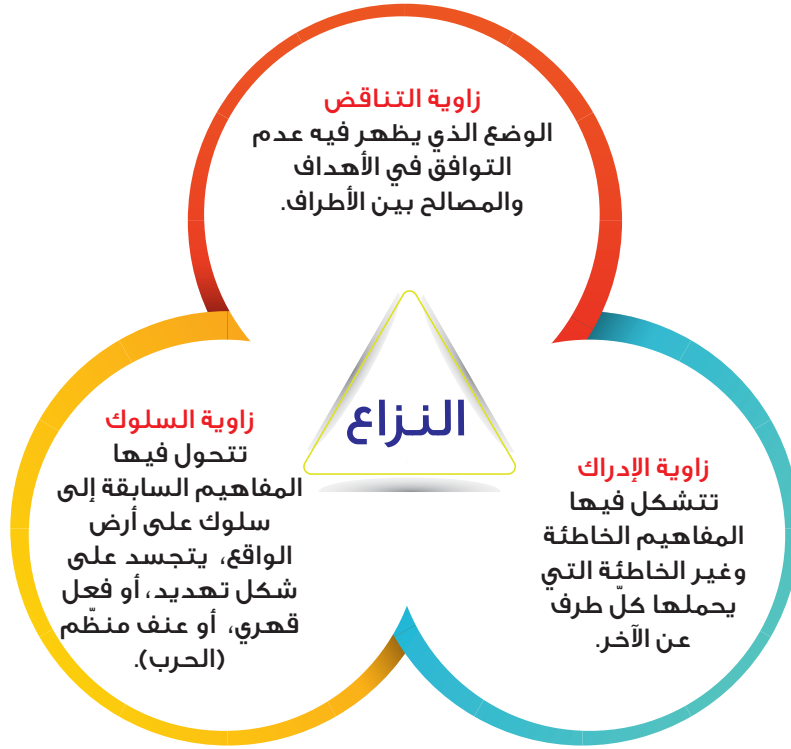 زاوية التناقض
الوضع الذي يظهر فيه عدم
التوافق في الأهداف
والمصالح بين الأطراف.
النزاع
زاوية الإدراك
تتشكل فيها
المفاهيم الخاطئة
وغير الخاطئة التي
يحملها كلّ طرف
عن الآخر.
زاوية السلوك
تتحول فيها
المفاهيم السابقة إلى
سلوك على أرض
الواقع، يتجسد على
شكل تهديد، أو فعل
قهري، أو عنف منظّم
(الحرب).